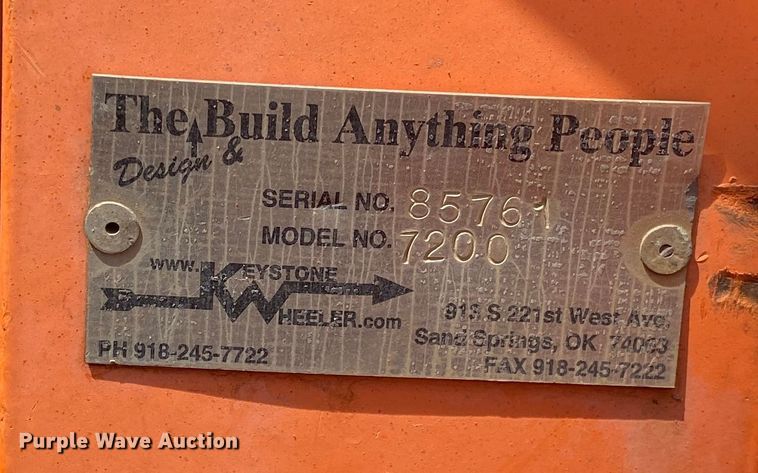 The Build Anything People
Design &
SERIAL NO. 85761
MODEL NO. 7200
www.KEYSTONE
WHEELER.com
913 S 221st West Ave,
Sand Springs, OK 74063
PH 918-245-7722
FAX 918-245-7222
Purple Wave Auction